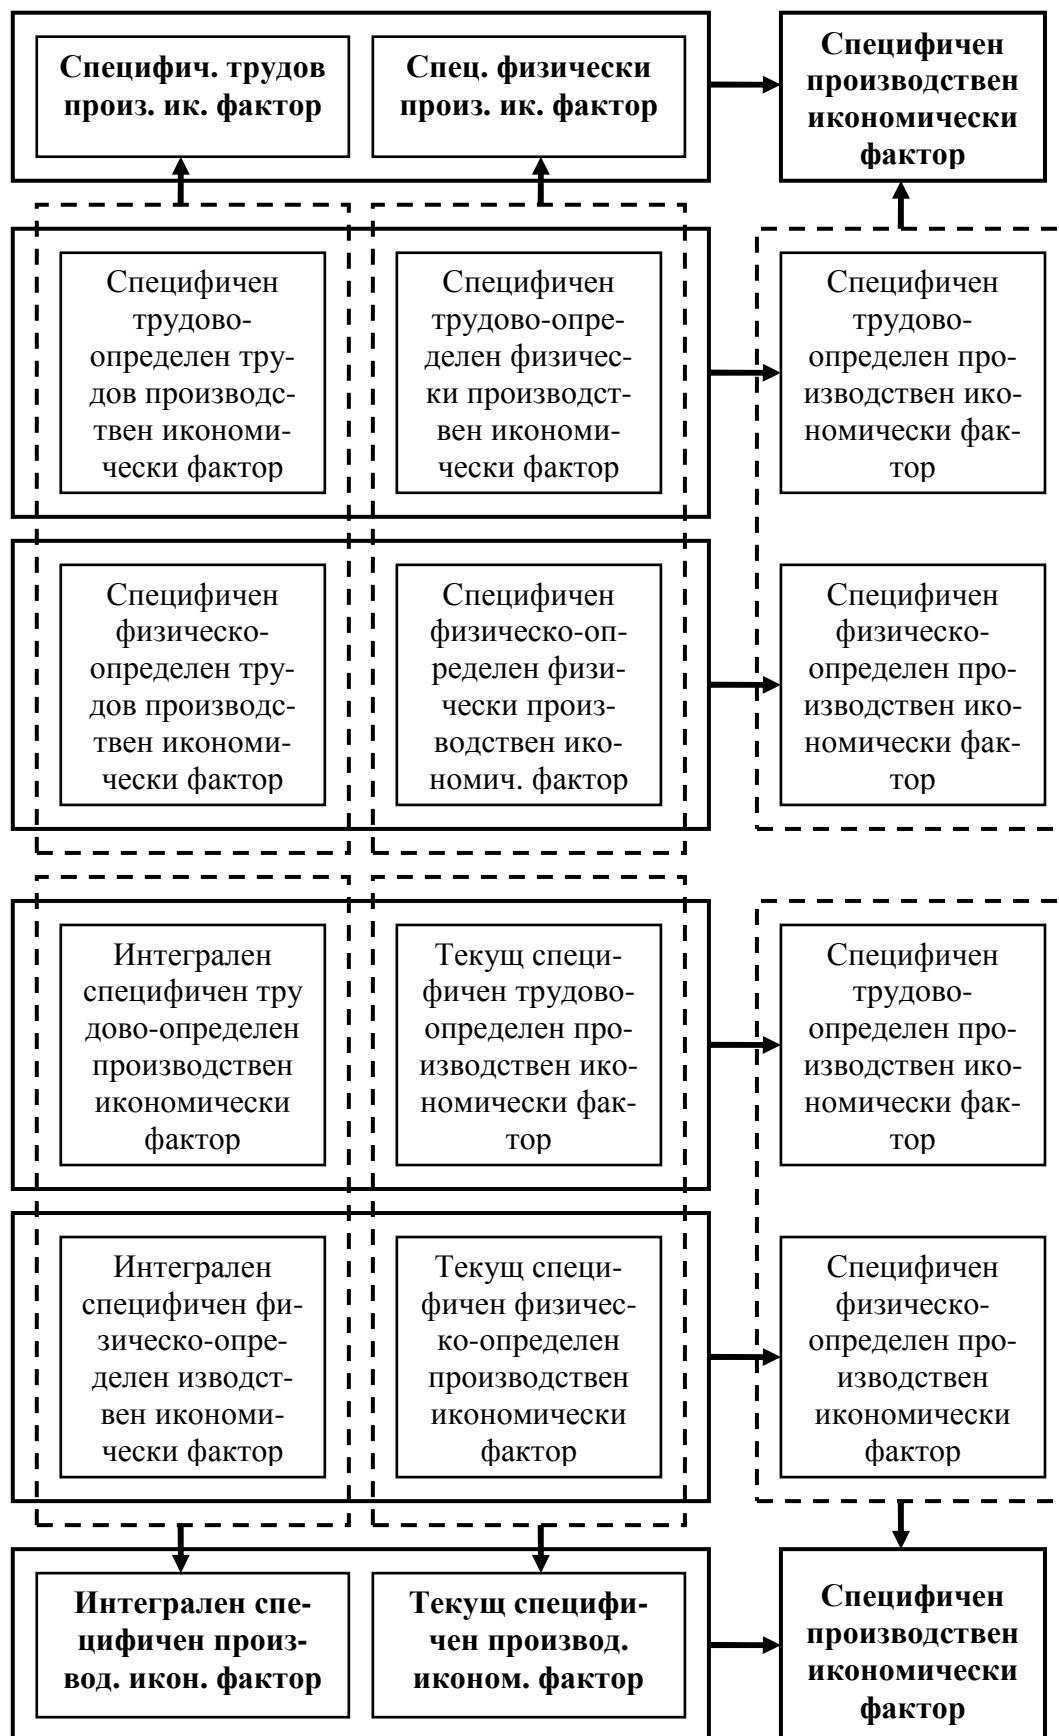 Специфич. трудов
произ. ик. фактор
Спец. физически
произ. ик. фактор
Специфичен
производствен
икономически
фактор
Специфичен
трудово-
определен тру-
дов производс-
твен икономи-
чески фактор
Специфичен
трудово-опре-
делен физичес-
ки производст-
вен икономи-
чески фактор
Специфичен
трудово-
определен про-
изводствен ико-
номически фак-
тор
Специфичен
физическо-
определен тру-
дов производс-
твен икономи-
чески фактор
Специфичен
физическо-оп-
ределен физи-
чески произ-
водствен ико-
номич. фактор
Специфичен
физическо-
определен про-
изводствен ико-
номически фак-
тор
Интегрален
специфичен тру
дово-определен
производствен
икономически
фактор
Текущ специ-
фичен трудово-
определен про-
изводствен ико-
номически фак-
тор
Специфичен
трудово-
определен про-
изводствен ико-
номически фак-
тор
Интегрален
специфичен фи-
зическо-опре-
делен изводст-
вен икономи-
чески фактор
Текущ специ-
фичен физичес-
ко-определен
производствен
икономически
фактор
Специфичен
физическо-
определен про-
изводствен
икономически
фактор
Интегрален спе-
цифичен произ-
вод. икон. фактор
Текущ специфи-
чен производ.
иконом. фактор
Специфичен
производствен
икономически
фактор